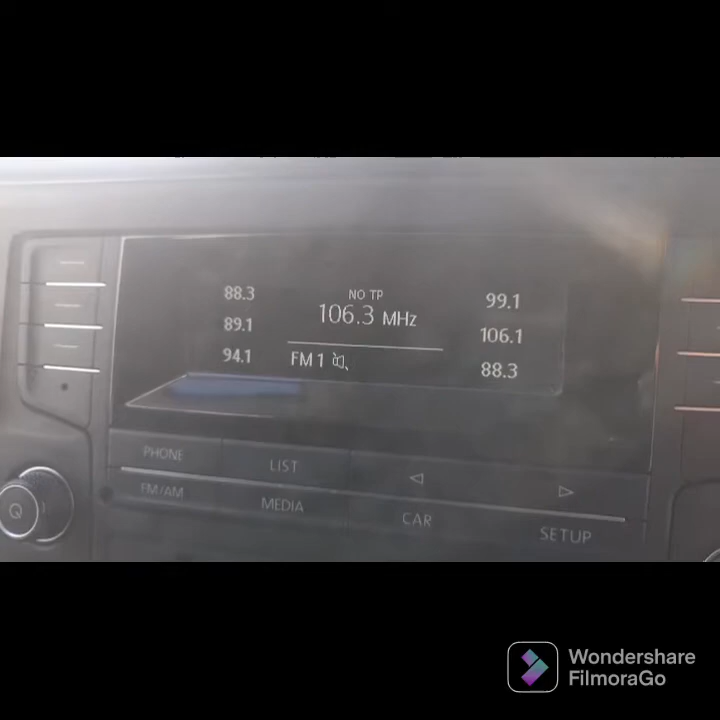 88.3
89.1
94.1
NO TP
106.3 MHz
FM 1
99.1
106.1
88.3
PHONE
LIST
FM/AM
MEDIA
CAR
SETUP
Wondershare
FilmoraGo